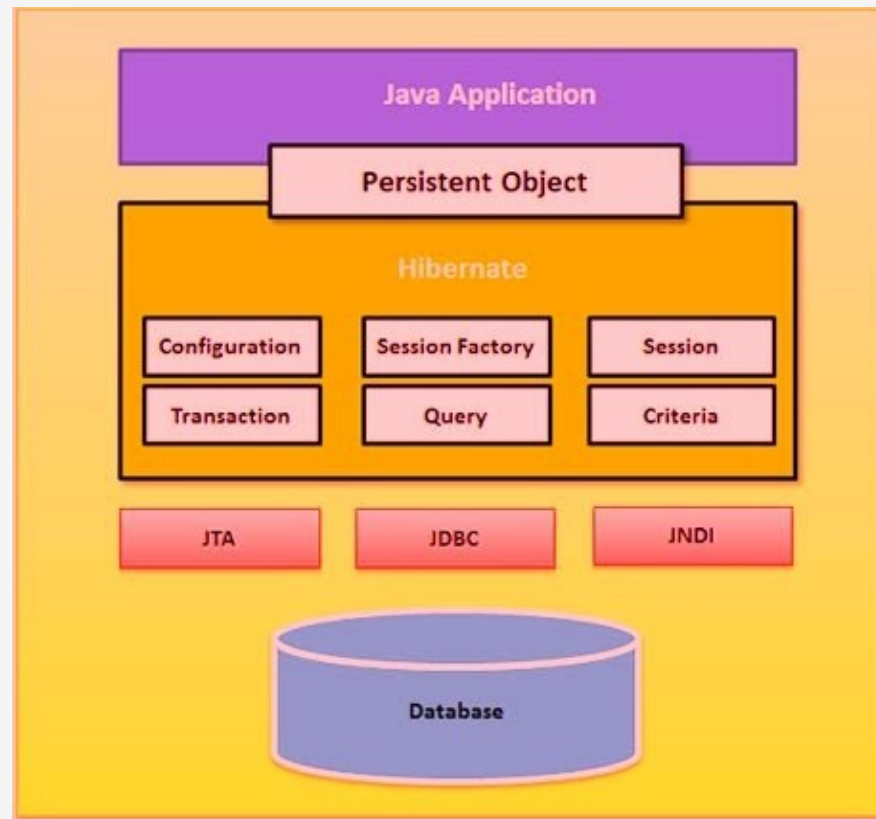 Java Application
Persistent Object
Hibernate
Configuration
Session Factory
Session
Transaction
Query
Criteria
JTA
JDBC
JNDI
Database